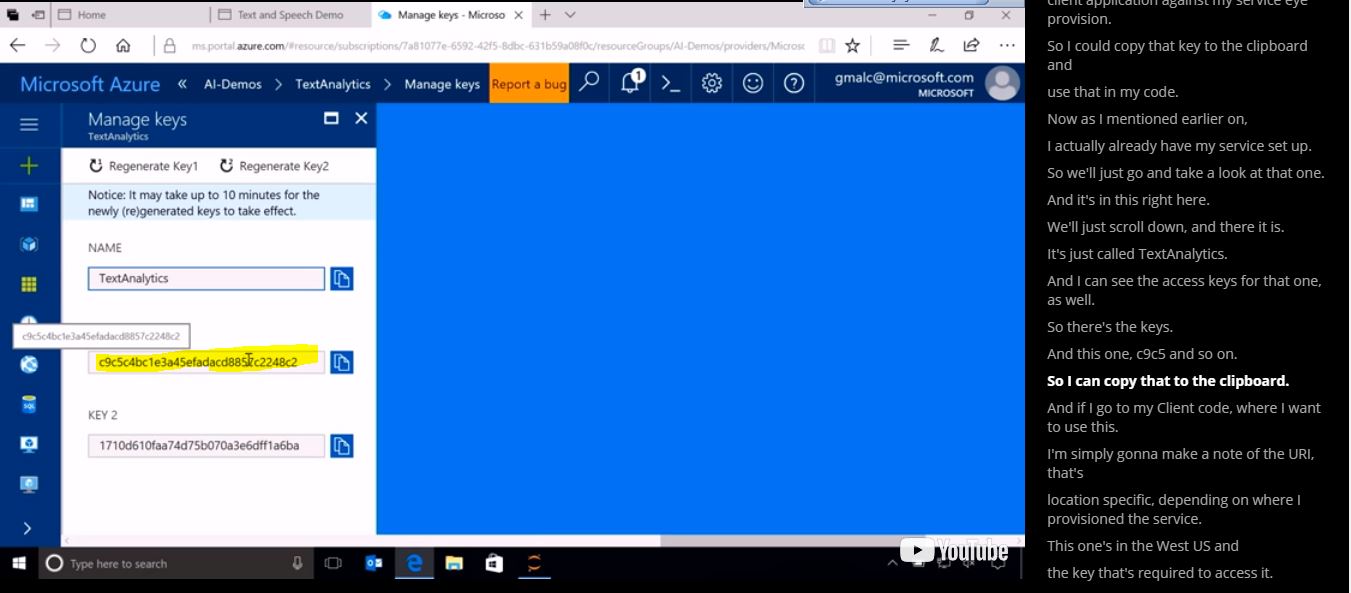 Home
Text and Speech Demo
Manage keys - Microso
ms.portal.azure.com/#resource/subscriptions/7a81077e-6592-42f5-8dbc-631b59a08f0c/resourceGroups/AI-Demos/providers/Microsc
Microsoft Azure « AI-Demos > TextAnalytics > Manage keys
Report a bug
1
gmalc@microsoft.com
MICROSOFT
Manage keys
TextAnalytics
Regenerate Key1
Regenerate Key2
Notice: It may take up to 10 minutes for the
newly (re)generated keys to take effect.
NAME
TextAnalytics
c9c5c4bc1e3a45efadacd8857c2248c2
c9c5c4bc1e3a45efadacd8857c2248c2
KEY 2
1710d610faa74d75b070a3e6dff1a6ba
SQL
YouTube
Type here to search
client application against my service eye
provision.
So I could copy that key to the clipboard
and
use that in my code.
Now as I mentioned earlier on,
I actually already have my service set up.
So we'll just go and take a look at that one.
And it's in this right here.
We'll just scroll down, and there it is.
It's just called TextAnalytics.
And I can see the access keys for that one,
as well.
So there's the keys.
And this one, c9c5 and so on.
So I can copy that to the clipboard.
And if I go to my Client code, where I want
to use this.
I'm simply gonna make a note of the URI,
that's
location specific, depending on where I
provisioned the service.
This one's in the West US and
the key that's required to access it.